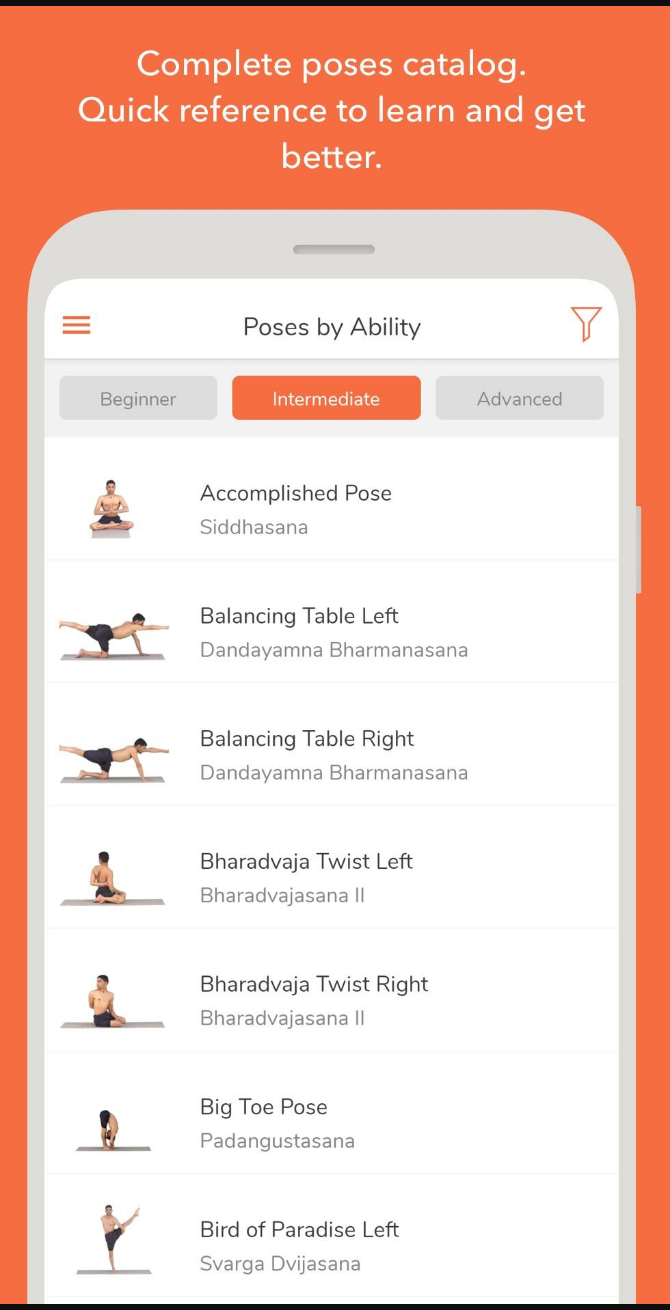 Complete poses catalog.
Quick reference to learn and get
better.
Poses by Ability
Beginner
Intermediate
Advanced
Accomplished Pose
Siddhasana
Balancing Table Left
Dandayamna Bharmanasana
Balancing Table Right
Dandayamna Bharmanasana
Bharadvaja Twist Left
Bharadvajasana II
Bharadvaja Twist Right
Bharadvajasana II
Big Toe Pose
Padangustasana
Bird of Paradise Left
Svarga Dvijasana